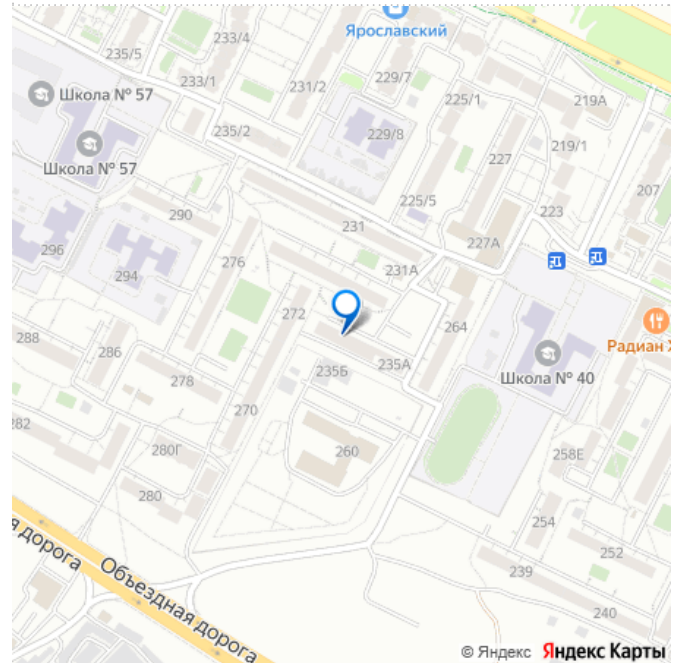 235/5
233/4
Ярославский
Школа № 57
233/1
231/2
229/7
225/1
219А
235/2
229/8
Школа № 57
227
219/1
207
290
225/5
223
231
227А
296
276
294
231А
272
264
Радиан Х
288
286
235А
235Б
Школа № 40
278
270
282
280Г
260
258Е
280
254
252
239
240
ая дорога
Объездная дорога
© Яндекс Яндекс Карты